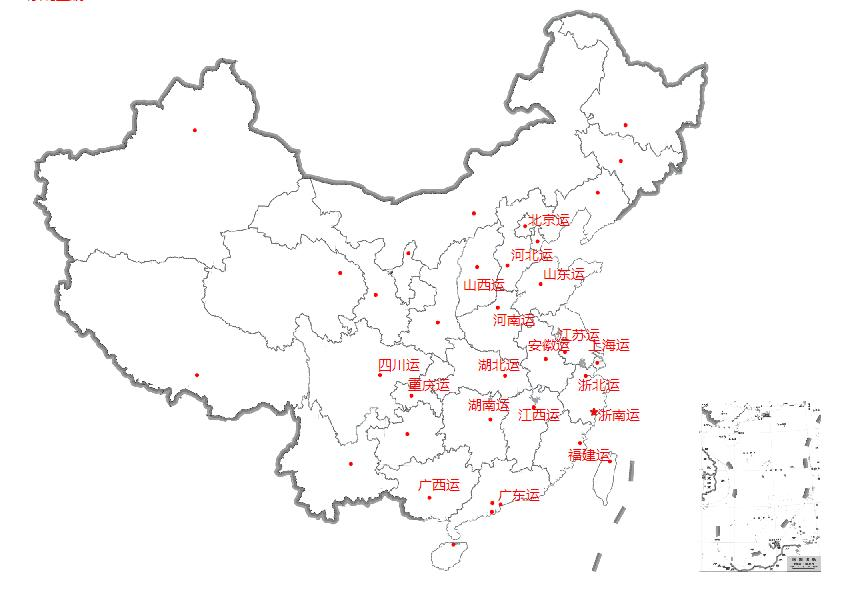 北京运
河北运
山东运
山西运
河南运
江苏运
安徽运
上海运
四川运
湖北运
重庆运
浙北运
湖南运
江西运
浙南运
福建运
广西运
广东运